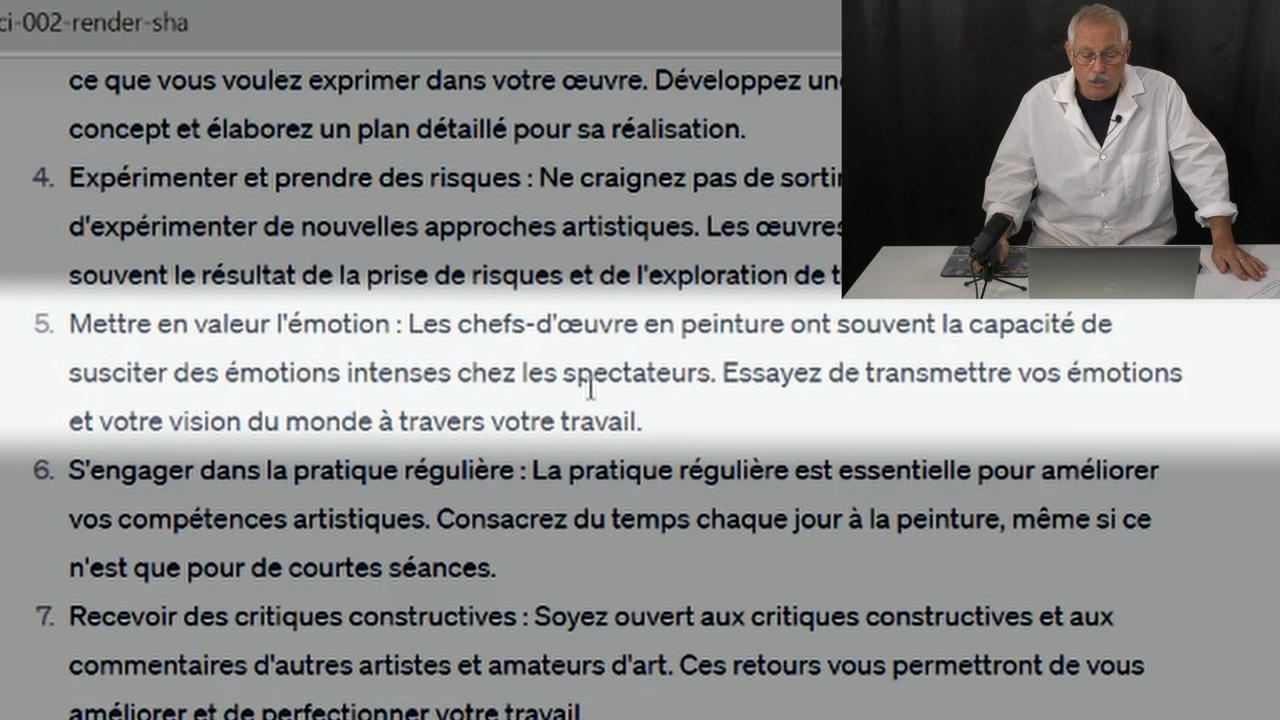 ci-002-render-sha
ce que vous voulez exprimer dans votre œuvre. Développez
concept et élaborez un plan détaillé pour sa réalisation.
4. Expérimenter et prendre des risques : Ne craignez pas de
d'expérimenter de nouvelles approches artistiques. Les
souvent le résultat de la prise de risques et de l'exploration de
5. Mettre en valeur l'émotion : Les chefs-d'œuvre en peinture ont souvent la capacité de
susciter des émotions intenses chez les spectateurs. Essayez de transmettre vos émotions
et votre vision du monde à travers votre travail.
6. S'engager dans la pratique régulière : La pratique régulière est essentielle pour améliorer
vos compétences artistiques. Consacrez du temps chaque jour à la peinture, même si ce
n'est que pour de courtes séances.
7. Recevoir des critiques constructives : Soyez ouvert aux critiques constructives et aux
commentaires d'autres artistes et amateurs d'art. Ces retours vous permettront de vous
améliorer et de perfectionner votre travail.